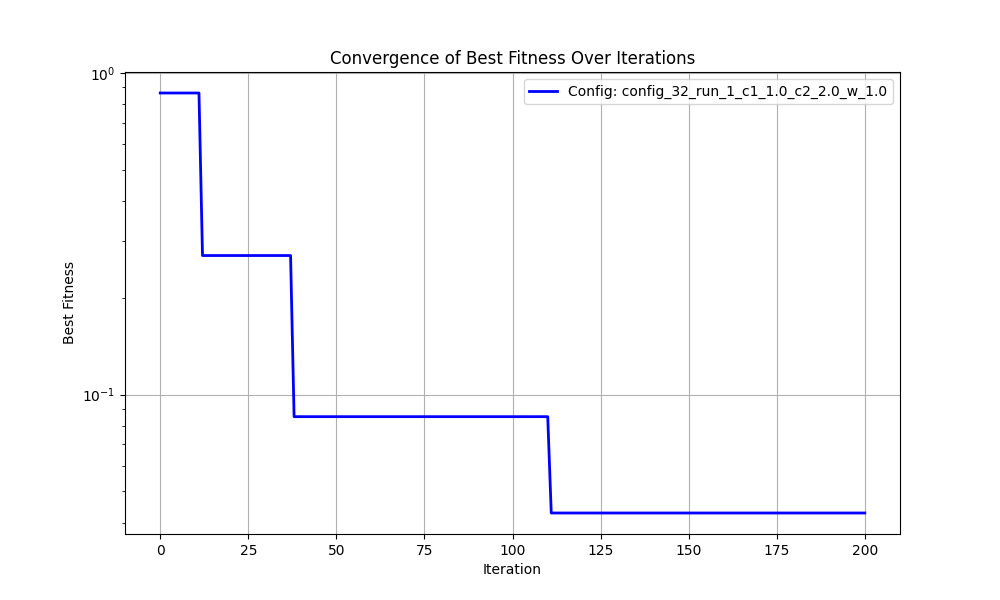 Convergence of Best Fitness Over Iterations
Config: config_32_run_1_c1_1.0_c2_2.0_w_1.0
10⁰
10⁻¹
Best Fitness
0 25 50 75 100 125 150 175 200
Iteration